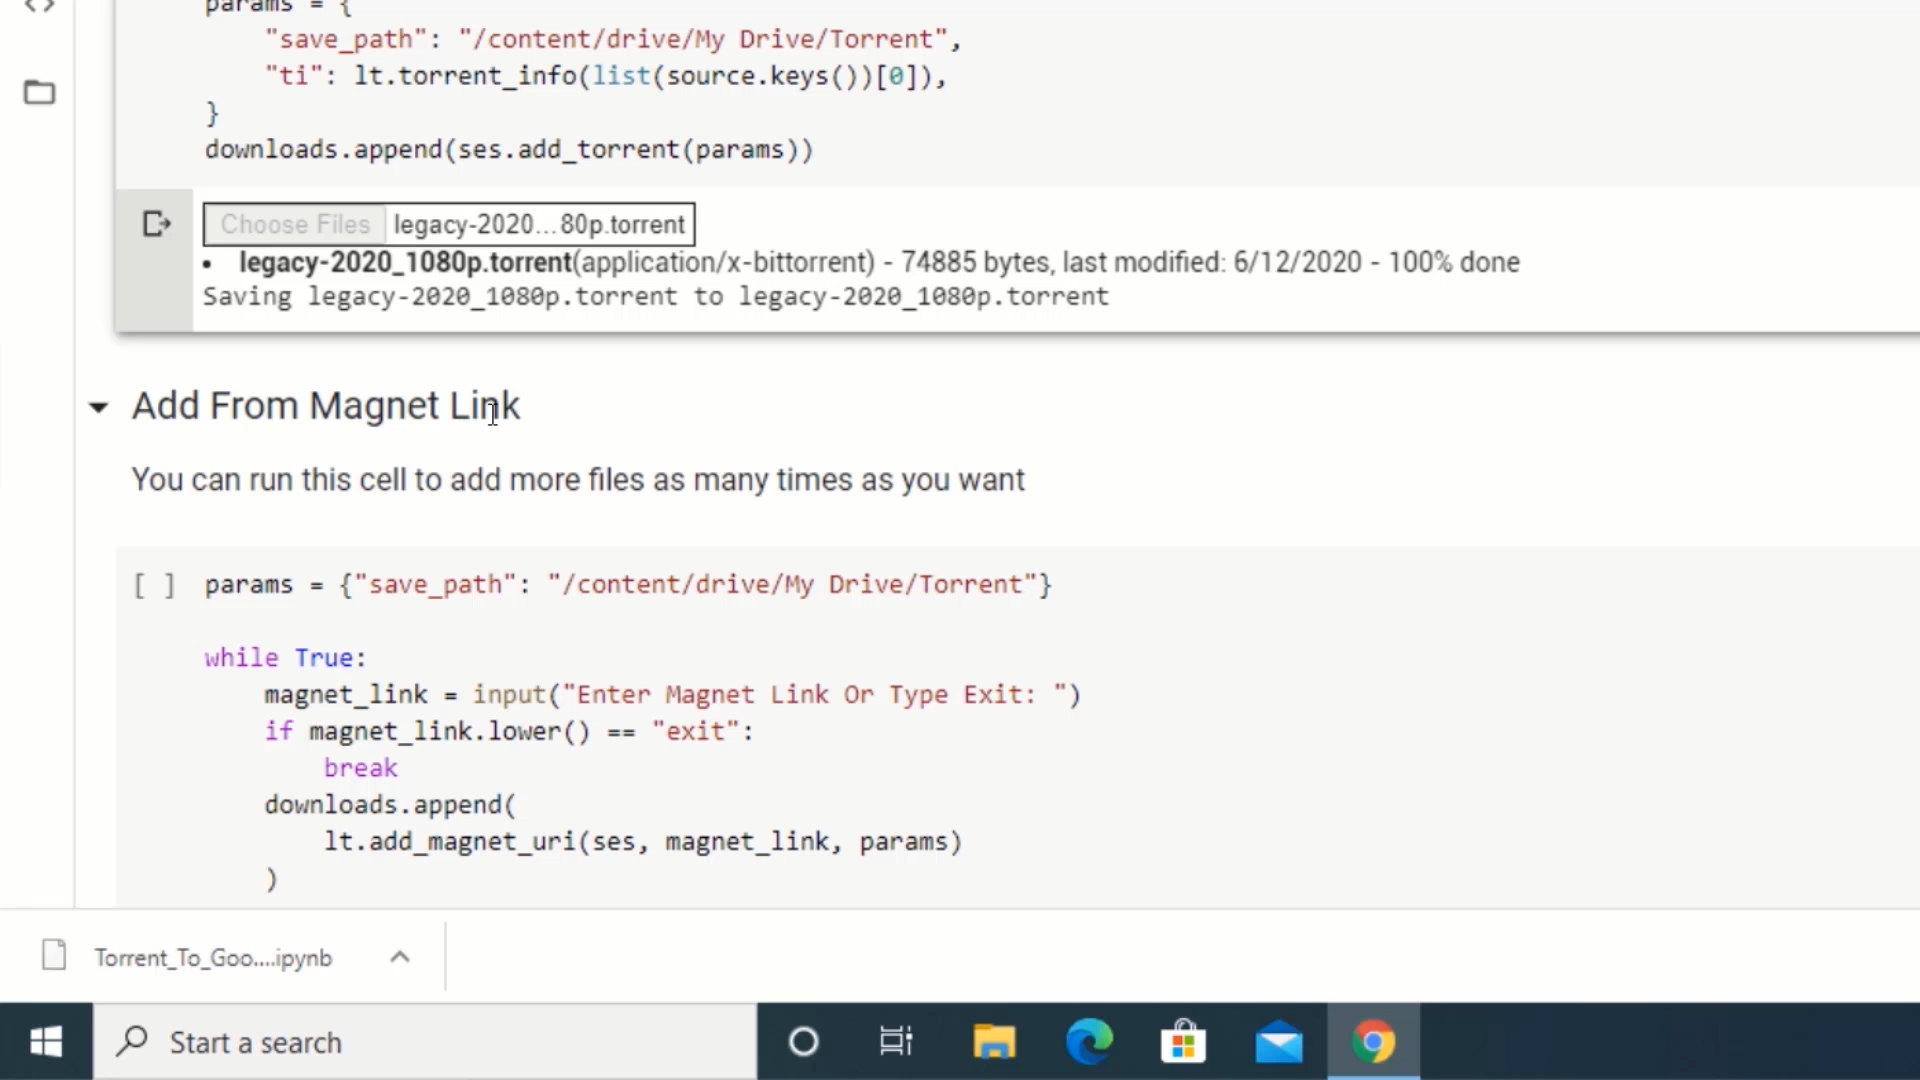 params = {
"save_path": "/content/drive/My Drive/Torrent",
"ti": lt.torrent_info(list(source.keys())[0]),
}
downloads.append(ses.add_torrent(params))
Choose Files legacy-2020...80p.torrent
• legacy-2020_1080p.torrent(application/x-bittorrent) - 74885 bytes, last modified: 6/12/2020 - 100% done
Saving legacy-2020_1080p.torrent to legacy-2020_1080p.torrent
Add From Magnet Link
You can run this cell to add more files as many times as you want
[ ] params = {"save_path": "/content/drive/My Drive/Torrent"}
while True:
magnet_link = input("Enter Magnet Link Or Type Exit: ")
if magnet_link.lower() == "exit":
break
downloads.append(
lt.add_magnet_uri(ses, magnet_link, params)
)
Torrent_To_Goo....ipynb
Start a search